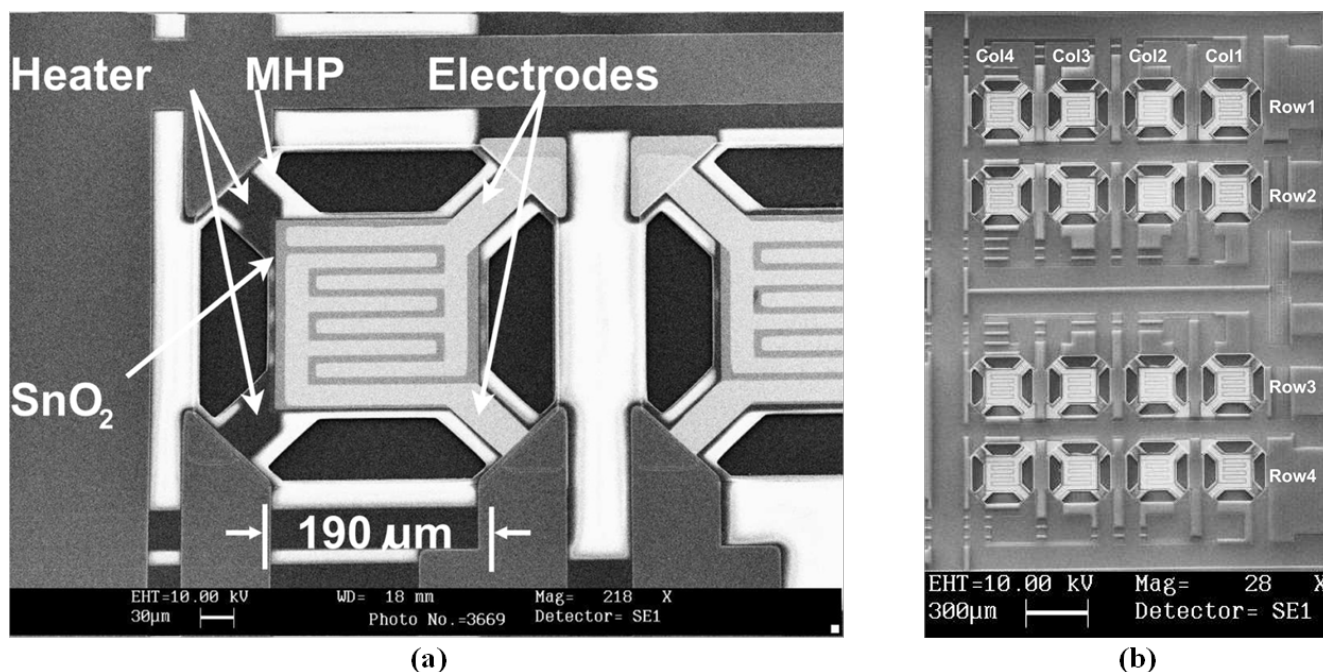 Heater MHP Electrodes
SnO₂
190 µm
EHT=10.00 kV WD= 18 mm Mag= 218 X
30µm Photo No.=3669 Detector= SE1
(a)
Col4 Col3 Col2 Col1
Row1
Row2
Row3
Row4
EHT=10.00 kV Mag= 28 X
300µm Detector= SE1
(b)